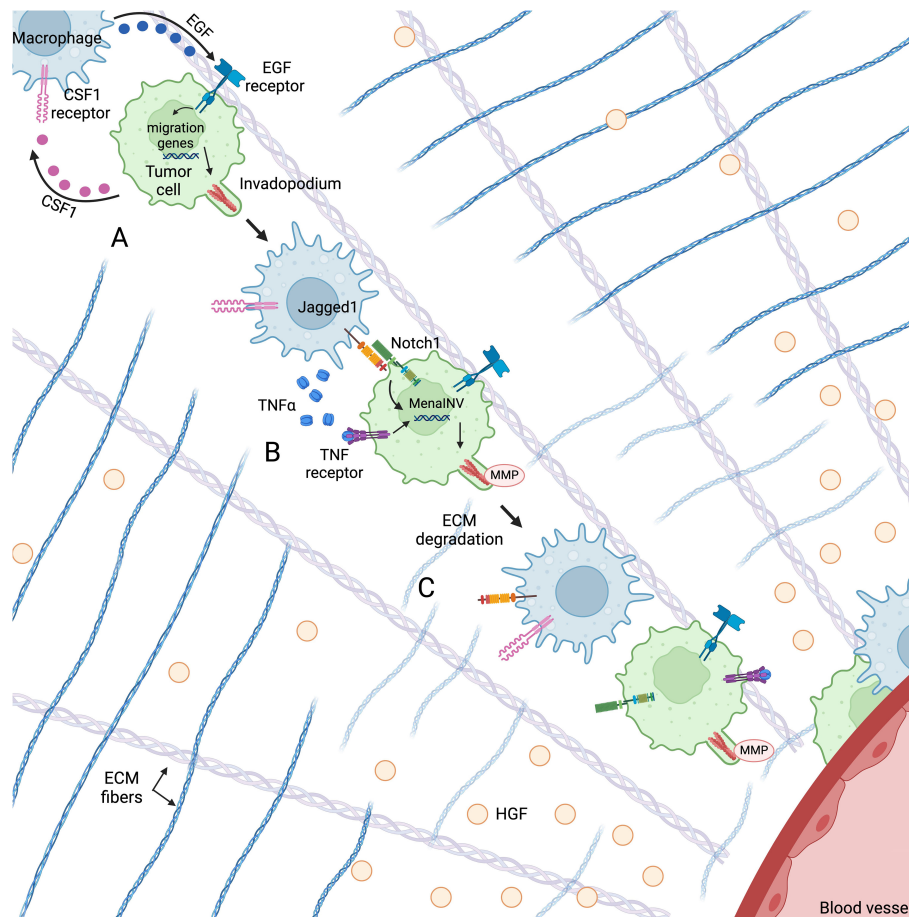 EGF
Macrophage
EGF
receptor
CSF1
receptor
migration
genes
Tumor
cell
Invadopodium
CSF1
A
Jagged1
Notch1
TNFα
MenaINV
B
TNF
receptor
MMP
ECM
degradation
C
MMP
ECM
fibers
HGF
Blood vesse